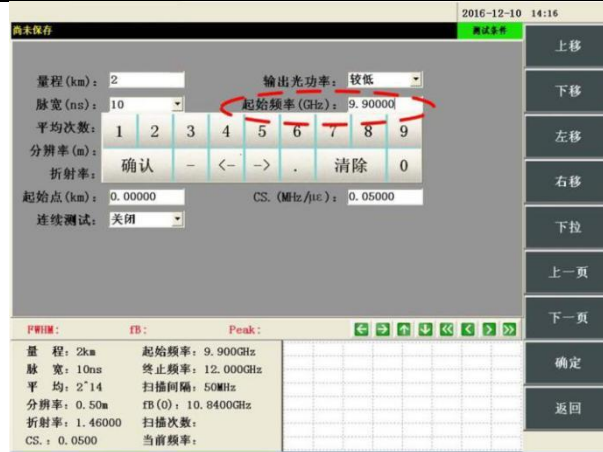 2016-12-10 14:16
尚未保存
测试条件
量程(km): 2
输出光功率: 较低
脉宽(ns): 10
起始频率(GHz): 9.90000
平均次数:
分辨率(m):
折射率:
1 2 3 4 5 6 7 8 9
确认 - <- -> . 清除 0
起始点(km): 0.00000
CS. (MHz/με): 0.05000
连续测试: 关闭
FWHM: fB: Peak:
量 程: 2km 起始频率: 9.900GHz
脉 宽: 10ns 终止频率: 12.000GHz
平 均: 2^14 扫描间隔: 50MHz
分辨率: 0.50m fB(0): 10.8400GHz
折射率: 1.46000 扫描次数:
CS.: 0.0500 当前频率:
上移
下移
左移
右移
下拉
上一页
下一页
确定
返回